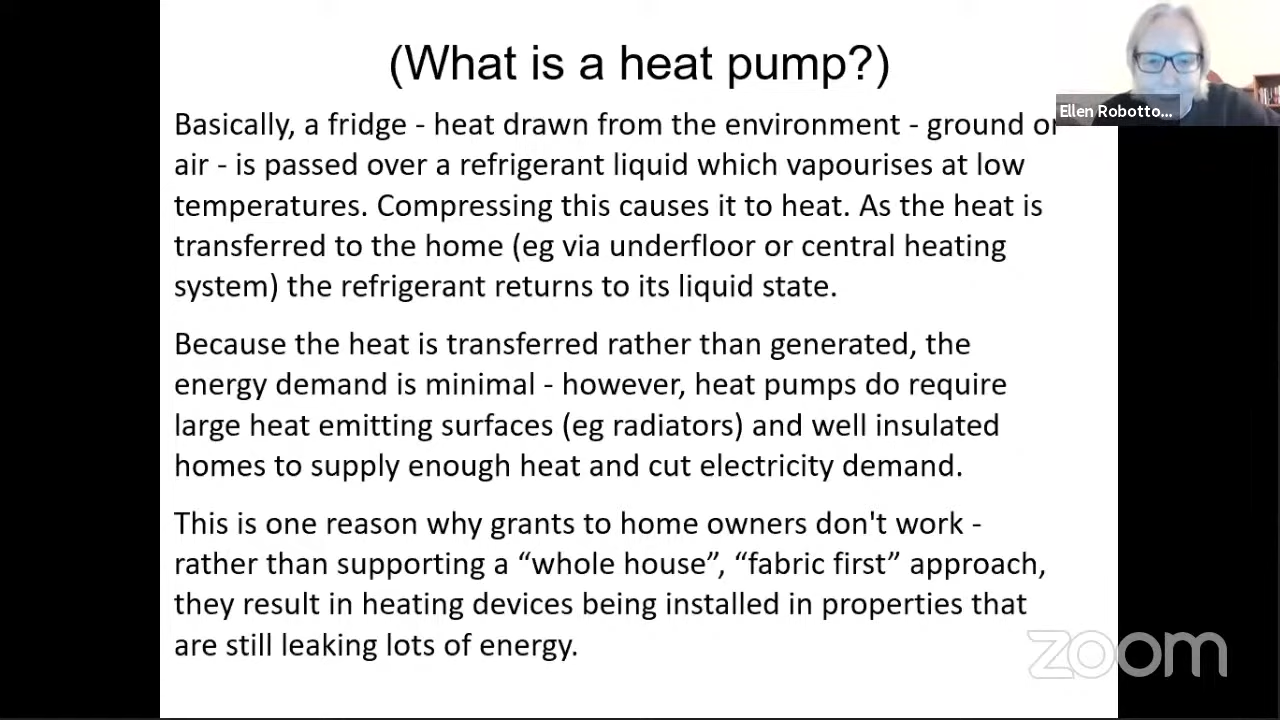 (What is a heat pump?)
Ellen Robotto...
Basically, a fridge - heat drawn from the environment - ground or
air - is passed over a refrigerant liquid which vapourises at low
temperatures. Compressing this causes it to heat. As the heat is
transferred to the home (eg via underfloor or central heating
system) the refrigerant returns to its liquid state.
Because the heat is transferred rather than generated, the
energy demand is minimal - however, heat pumps do require
large heat emitting surfaces (eg radiators) and well insulated
homes to supply enough heat and cut electricity demand.
This is one reason why grants to home owners don't work -
rather than supporting a “whole house”, “fabric first” approach,
they result in heating devices being installed in properties that
are still leaking lots of energy.
zoom